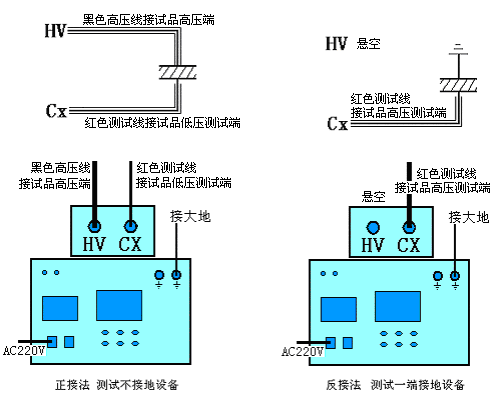 黑色高压线接试品高压端
HV
Cx
红色测试线接试品低压测试端
HV 悬空
红色测试线
接试品高压测试端
Cx
黑色高压线
接试品高压端
红色测试线
接试品低压测试端
接大地
HV CX
AC220V
正接法 测试不接地设备
红色测试线
接试品高压测试端
悬空
接大地
HV CX
AC220V
反接法 测试一端接地设备